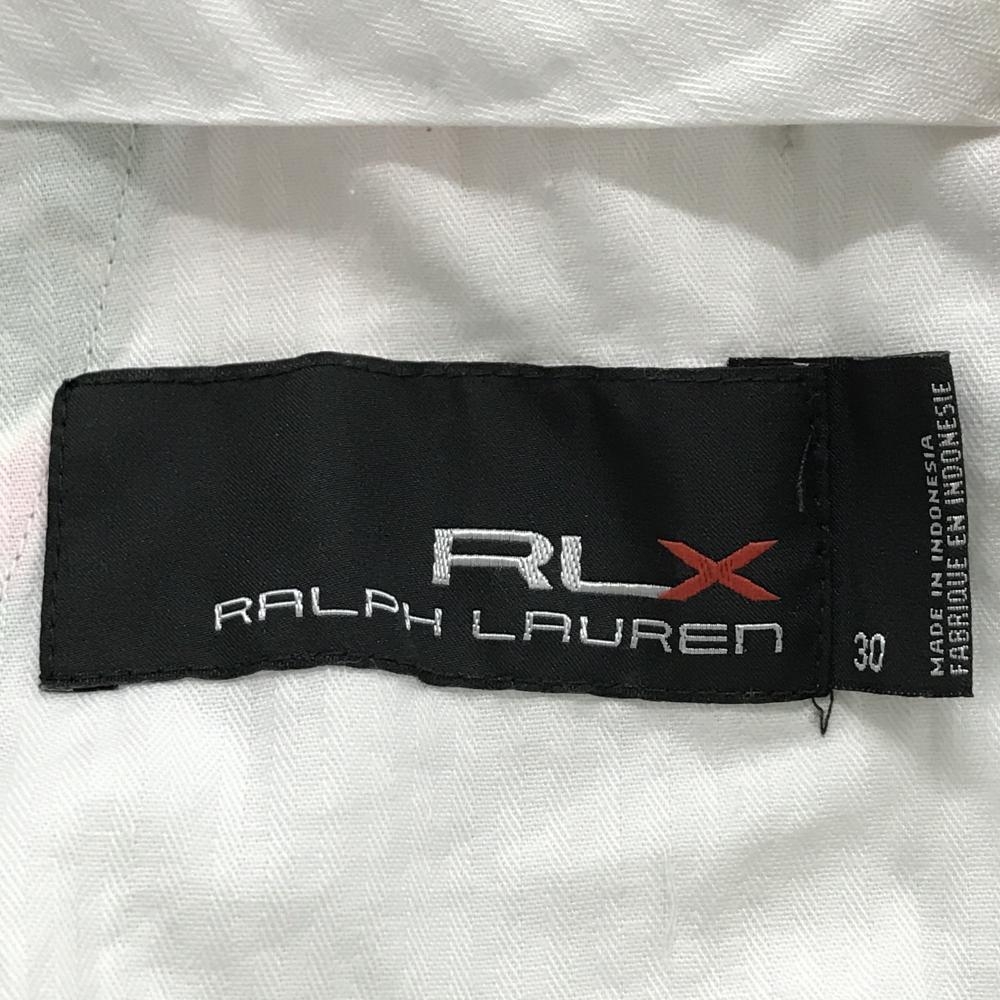 RLX
RALPH LAUREN
30
MADE IN INDONESIA
FABRIQUE EN INDONESIE